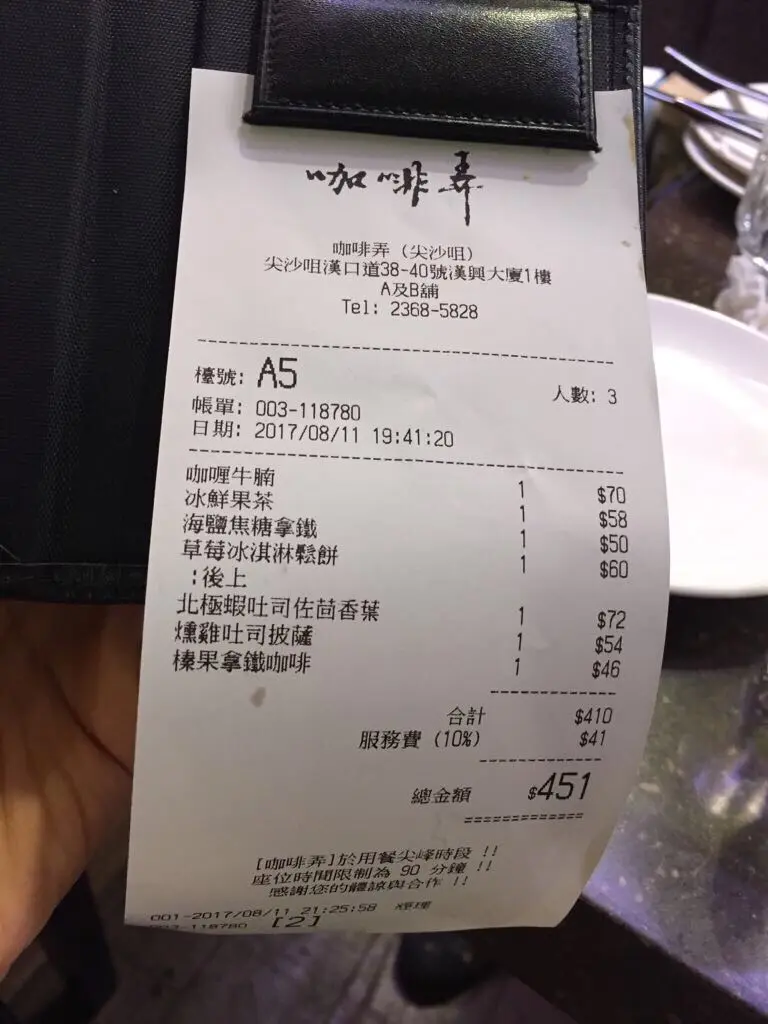 咖啡弄
咖啡弄 (尖沙咀)
尖沙咀漢口道38-40號漢興大廈1樓
A及B舖
Tel: 2368-5828
檯號: A5 人數: 3
帳單: 003-118780
日期: 2017/08/11 19:41:20
咖喱牛腩 1 $70
冰鮮果茶 1 $58
海鹽焦糖拿鐵 1 $50
草莓冰淇淋鬆餅 1 $60
:後上
北極蝦吐司佐茴香葉 1 $72
燻雞吐司披薩 1 $54
榛果拿鐵咖啡 1 $46
合計 $410
服務費 (10%) $41
總金額 $451
[咖啡弄]於用餐尖峰時段 !!
座位時間限制為 90 分鐘 !!
感謝您的體諒與合作 !!
001-2017/08/11 21:25:58 經理
003-118780 [2]